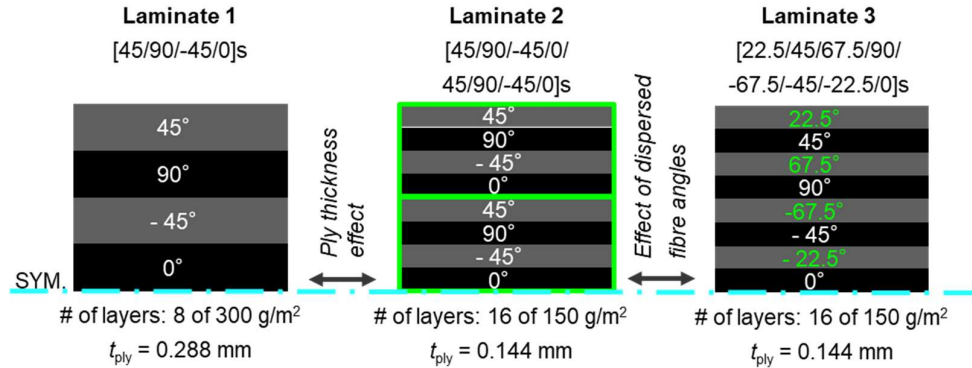 Laminate 1
[45/90/-45/0]s
45°
90°
- 45°
0°
SYM.
# of layers: 8 of 300 g/m²
t_ply = 0.288 mm
Ply thickness
effect
Laminate 2
[45/90/-45/0/
45/90/-45/0]s
45°
90°
- 45°
0°
45°
90°
- 45°
0°
# of layers: 16 of 150 g/m²
t_ply = 0.144 mm
Effect of dispersed
fibre angles
Laminate 3
[22.5/45/67.5/90/
-67.5/-45/-22.5/0]s
22.5°
45°
67.5°
90°
-67.5°
- 45°
- 22.5°
0°
# of layers: 16 of 150 g/m²
t_ply = 0.144 mm